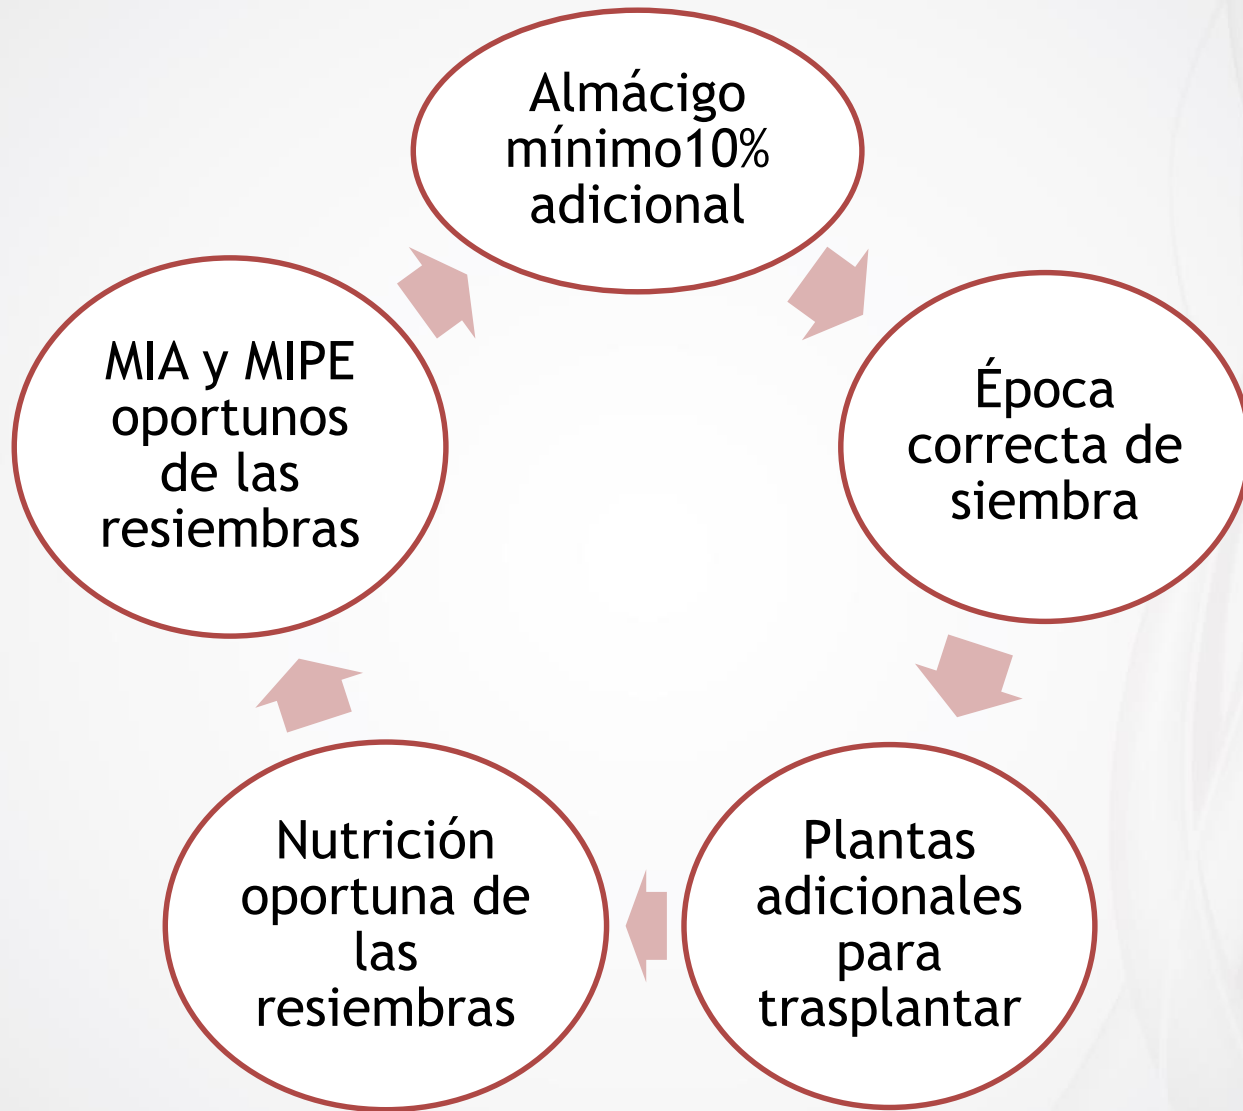 Almácigo
mínimo10%
adicional
Época
correcta de
siembra
Plantas
adicionales
para
trasplantar
Nutrición
oportuna de
las
resiembras
MIA y MIPE
oportunos
de las
resiembras